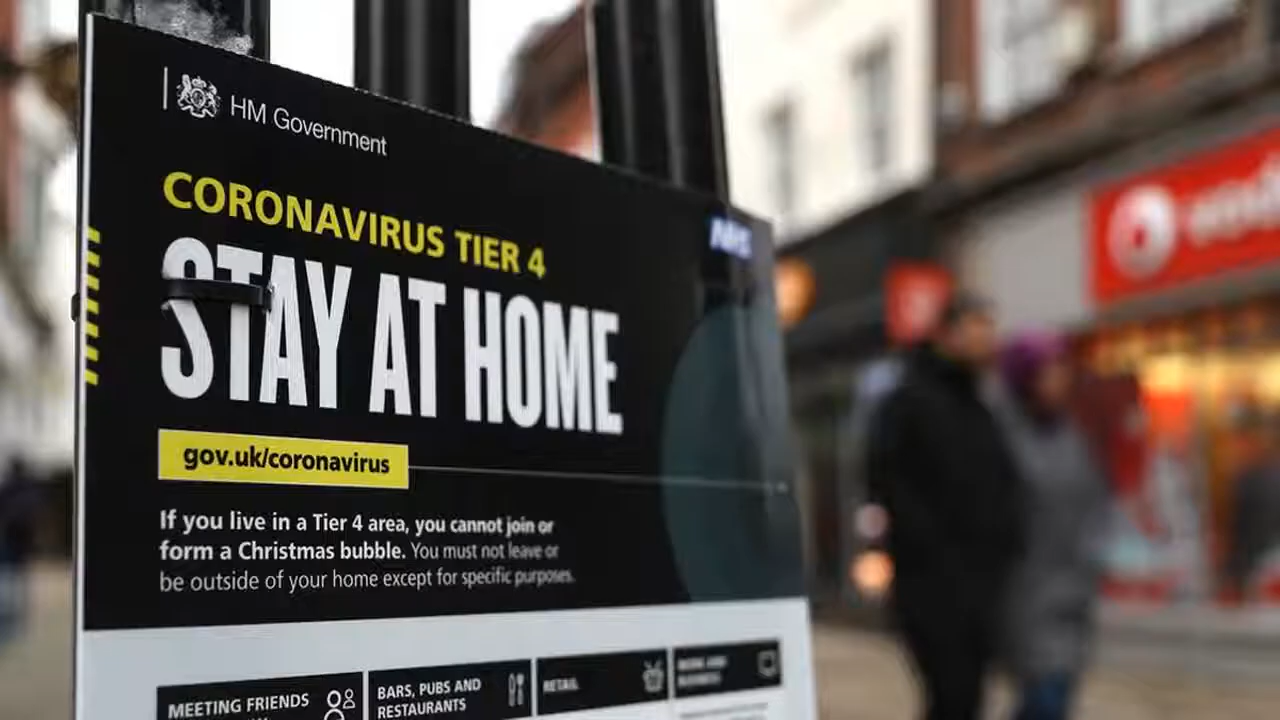 HM Government
CORONAVIRUS TIER 4
NHS
STAY AT HOME
gov.uk/coronavirus
If you live in a Tier 4 area, you cannot join or
form a Christmas bubble. You must not leave or
be outside of your home except for specific purposes.
MEETING FRIENDS
BARS, PUBS AND
RESTAURANTS
RETAIL